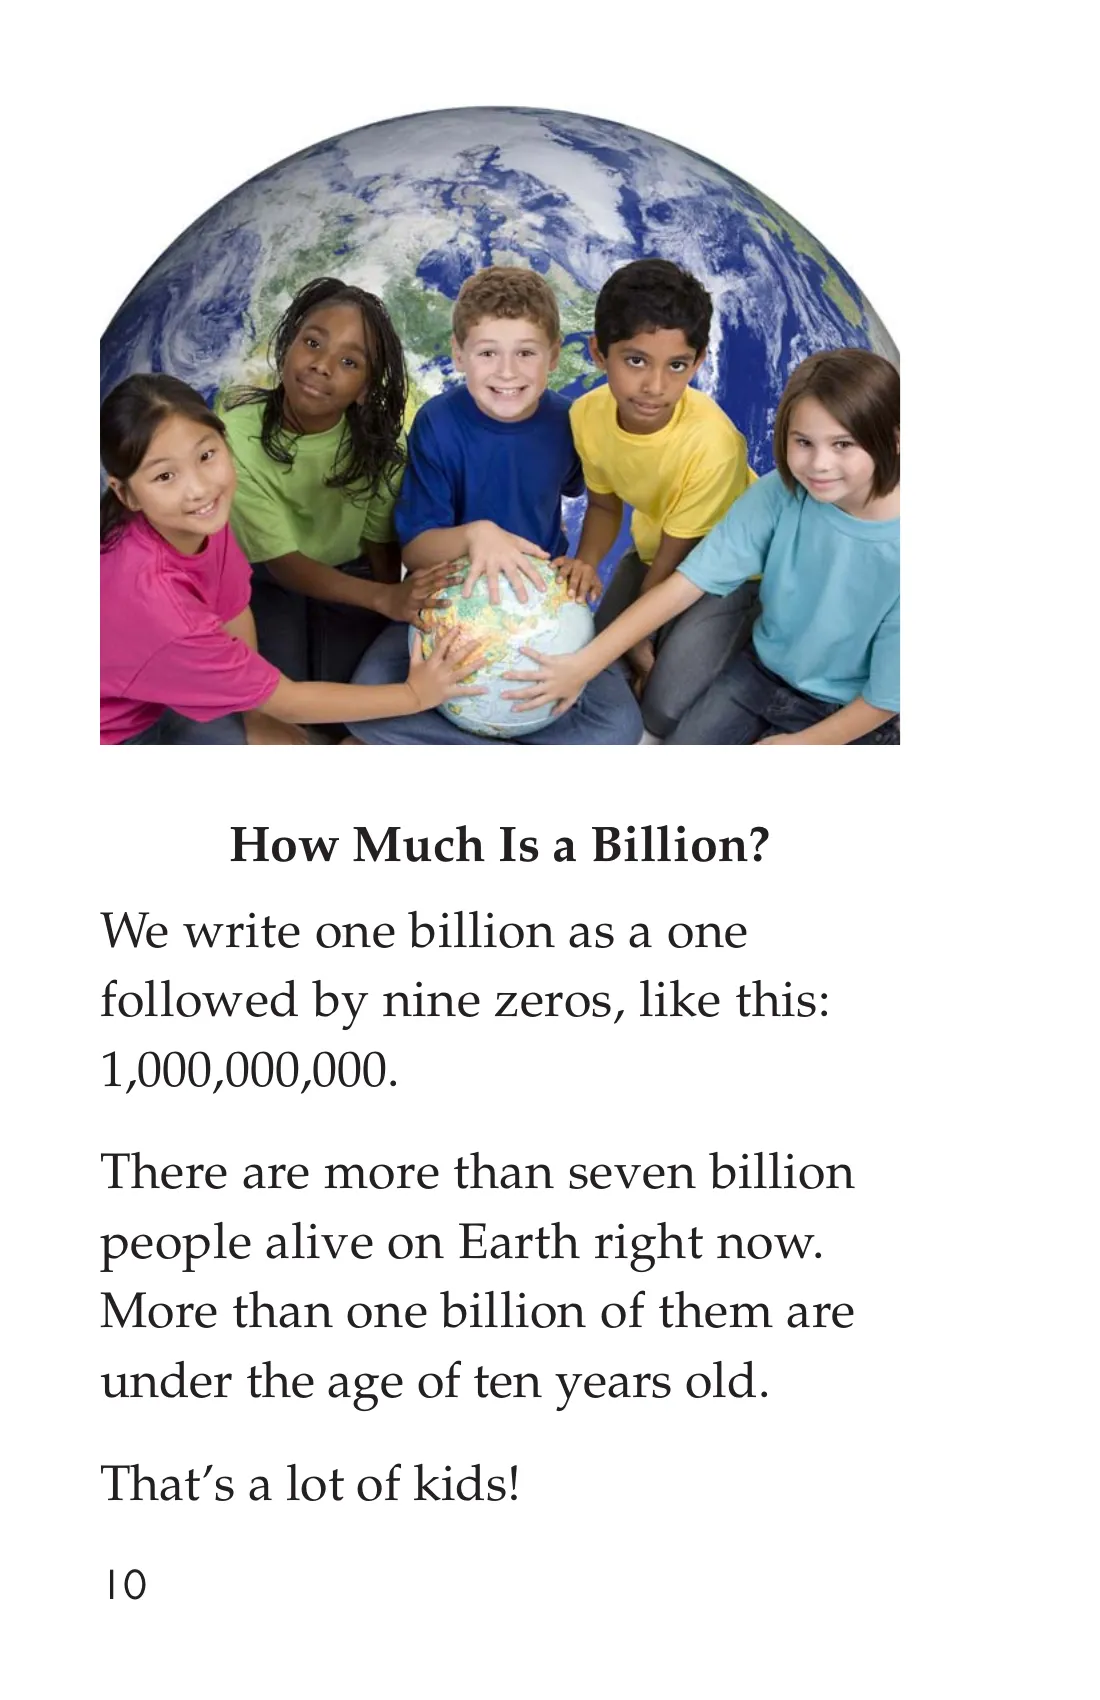 How Much Is a Billion?
We write one billion as a one
followed by nine zeros, like this:
1,000,000,000.
There are more than seven billion
people alive on Earth right now.
More than one billion of them are
under the age of ten years old.
That’s a lot of kids!
10